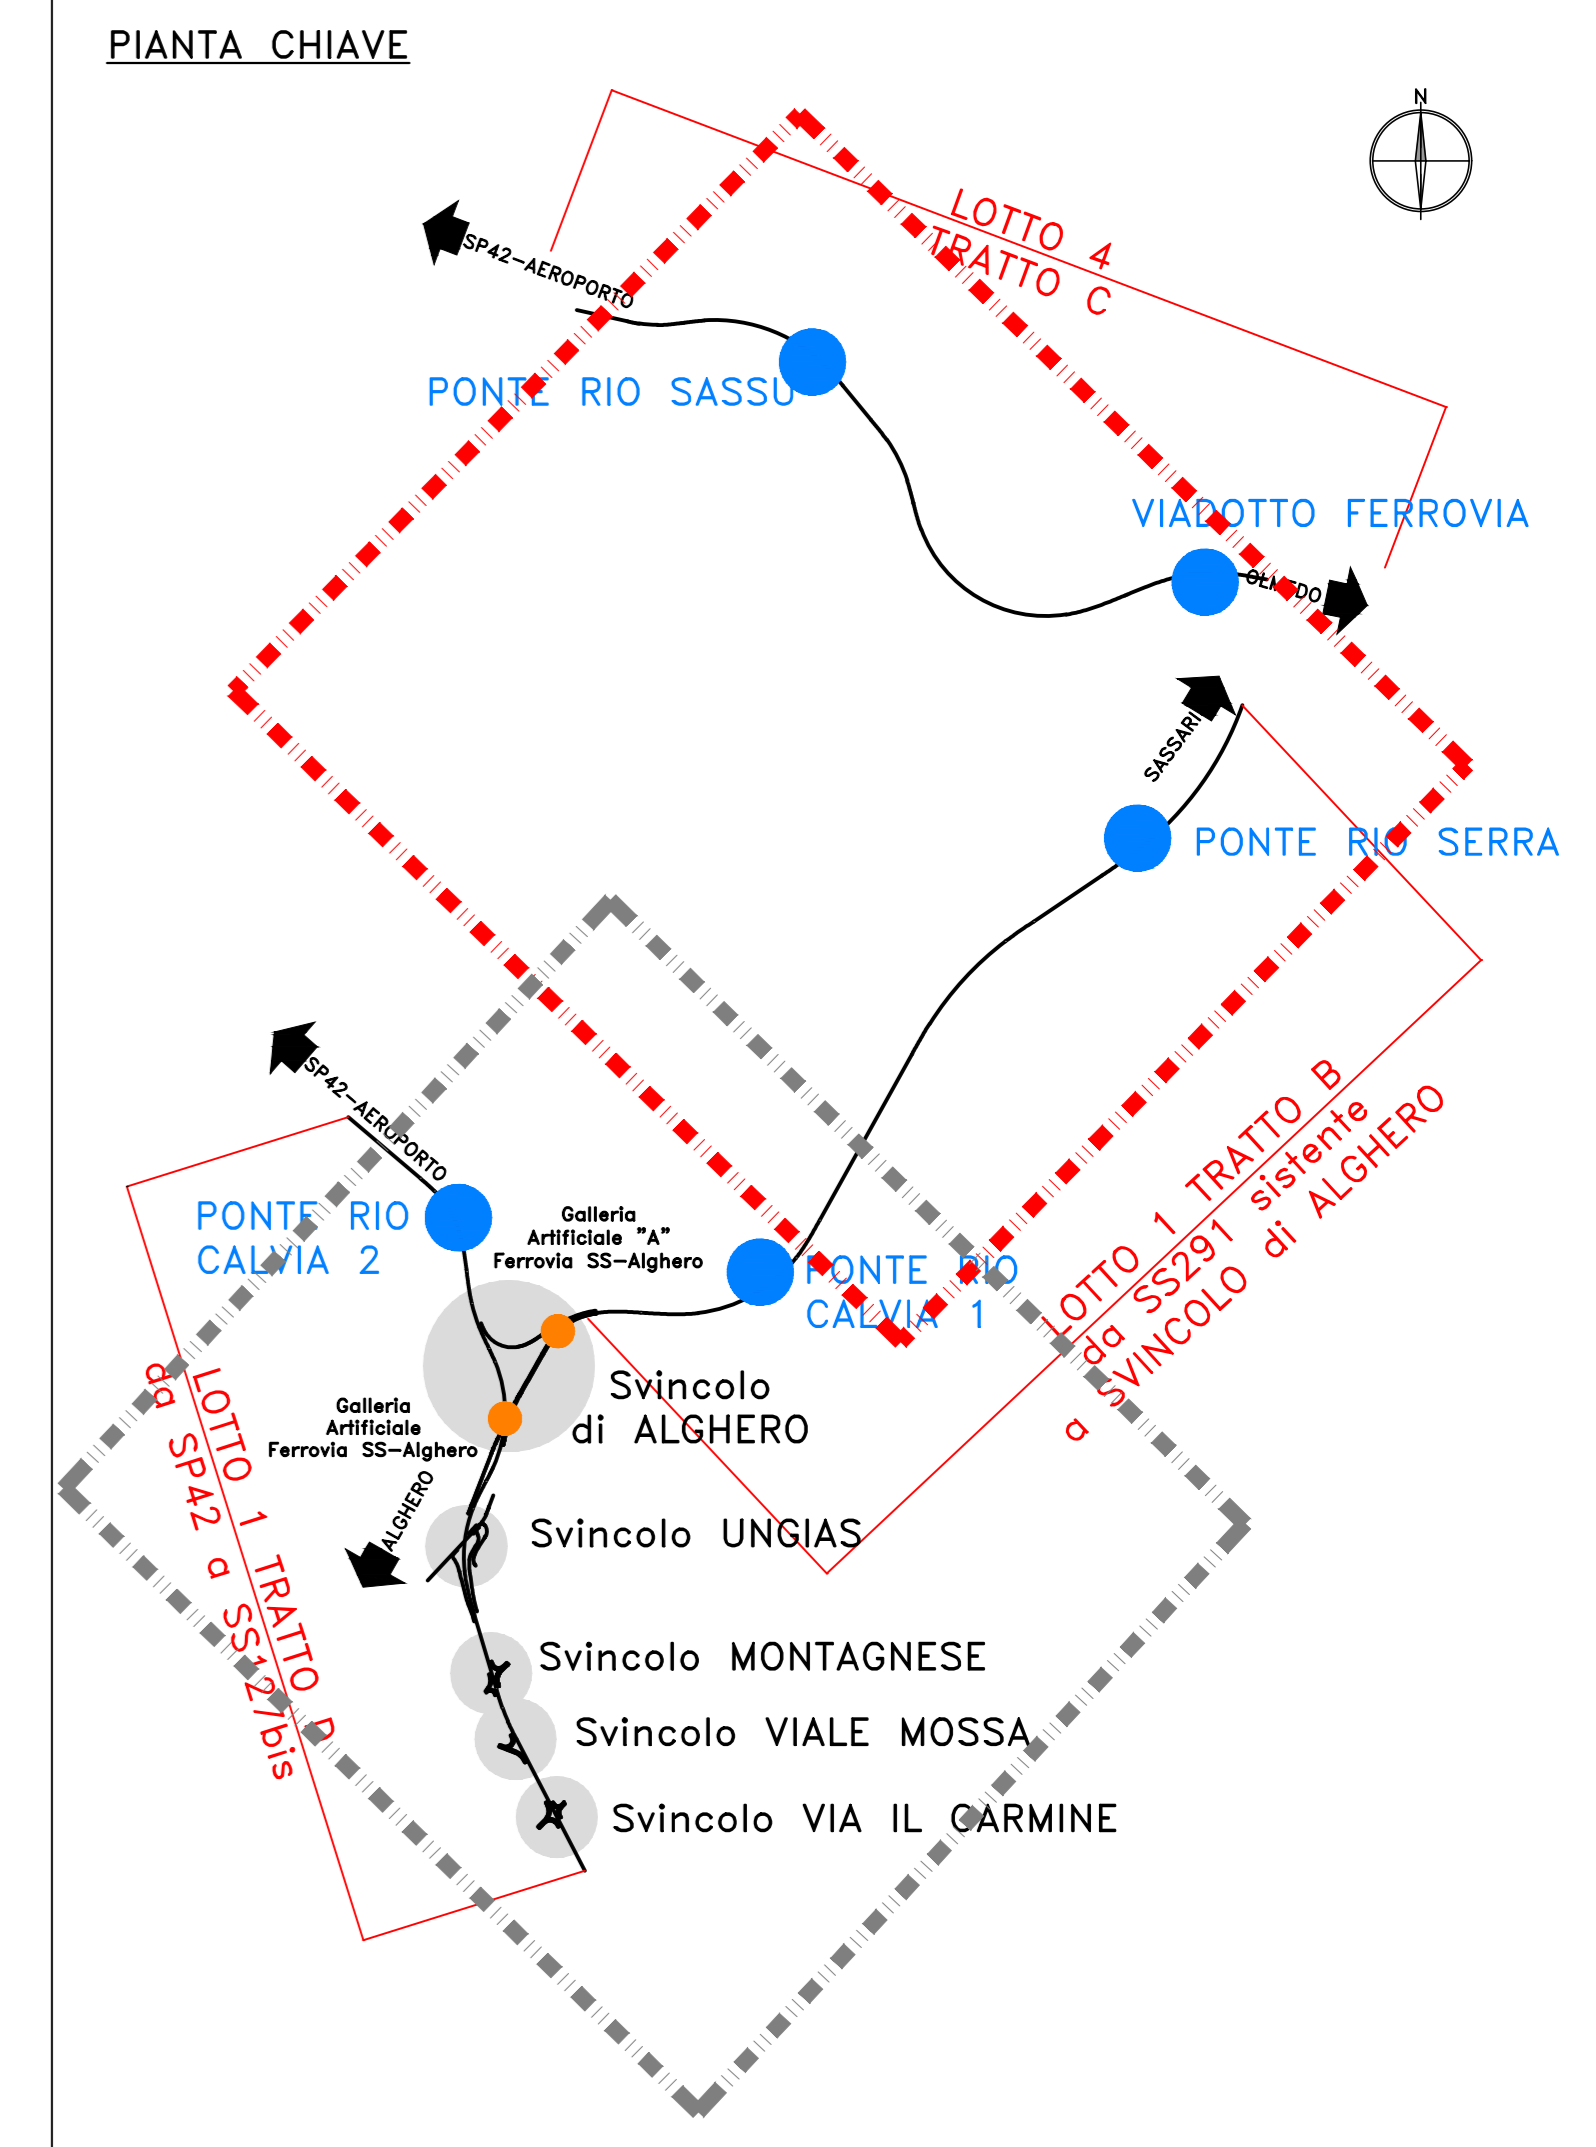 PIANTA CHIAVE
N
LOTTO 4
TRATTO C
SP42-AEROPORTO
PONTE RIO SASSU
VIADOTTO FERROVIA
OLMEDO
SASSARI
PONTE RIO SERRA
SP42-AEROPORTO
LOTTO 1 TRATTO B
da SS291 sistente
a SVINCOLO di ALGHERO
PONTE RIO
CALVIA 2
Galleria
Artificiale "A"
Ferrovia SS-Alghero
PONTE RIO
CALVIA 1
Svincolo
di ALGHERO
Galleria
Artificiale
Ferrovia SS-Alghero
ALGHERO
LOTTO 1 TRATTO D
da SP42 a SS127bis
Svincolo UNGIAS
Svincolo MONTAGNESE
Svincolo VIALE MOSSA
Svincolo VIA IL CARMINE